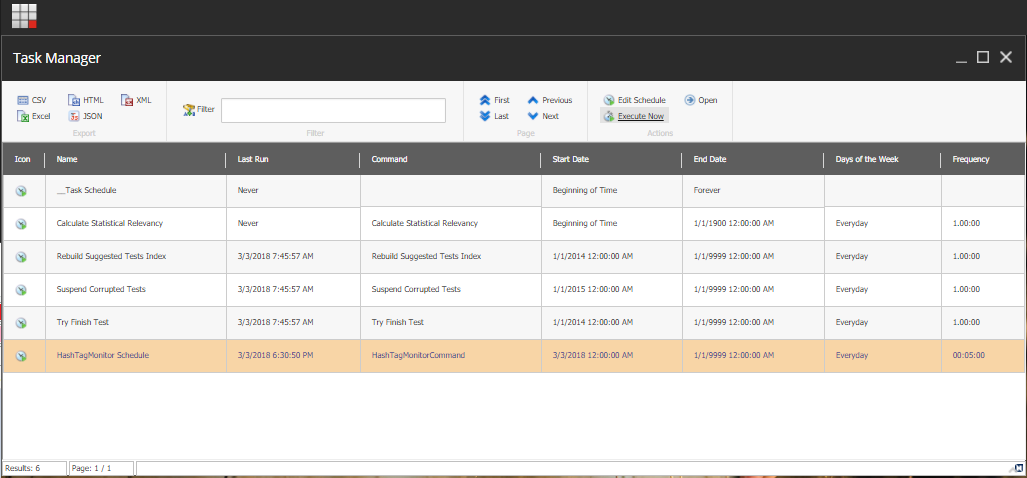 Task Manager
CSV HTML XML
Excel JSON
Export
Filter
Filter
First Previous
Last Next
Page
Edit Schedule Open
Execute Now
Actions
Icon Name Last Run Command Start Date End Date Days of the Week Frequency
__Task Schedule Never Beginning of Time Forever
Calculate Statistical Relevancy Never Calculate Statistical Relevancy Beginning of Time 1/1/1900 12:00:00 AM Everyday 1.00:00
Rebuild Suggested Tests Index 3/3/2018 7:45:57 AM Rebuild Suggested Tests Index 1/1/2014 12:00:00 AM 1/1/9999 12:00:00 AM Everyday 1.00:00
Suspend Corrupted Tests 3/3/2018 7:45:57 AM Suspend Corrupted Tests 1/1/2015 12:00:00 AM 1/1/9999 12:00:00 AM Everyday 1.00:00
Try Finish Test 3/3/2018 7:45:57 AM Try Finish Test 1/1/2014 12:00:00 AM 1/1/9999 12:00:00 AM Everyday 1.00:00
HashTagMonitor Schedule 3/3/2018 6:30:50 PM HashTagMonitorCommand 3/3/2018 12:00:00 AM 1/1/9999 12:00:00 AM Everyday 00:05:00
Results: 6 Page: 1 / 1